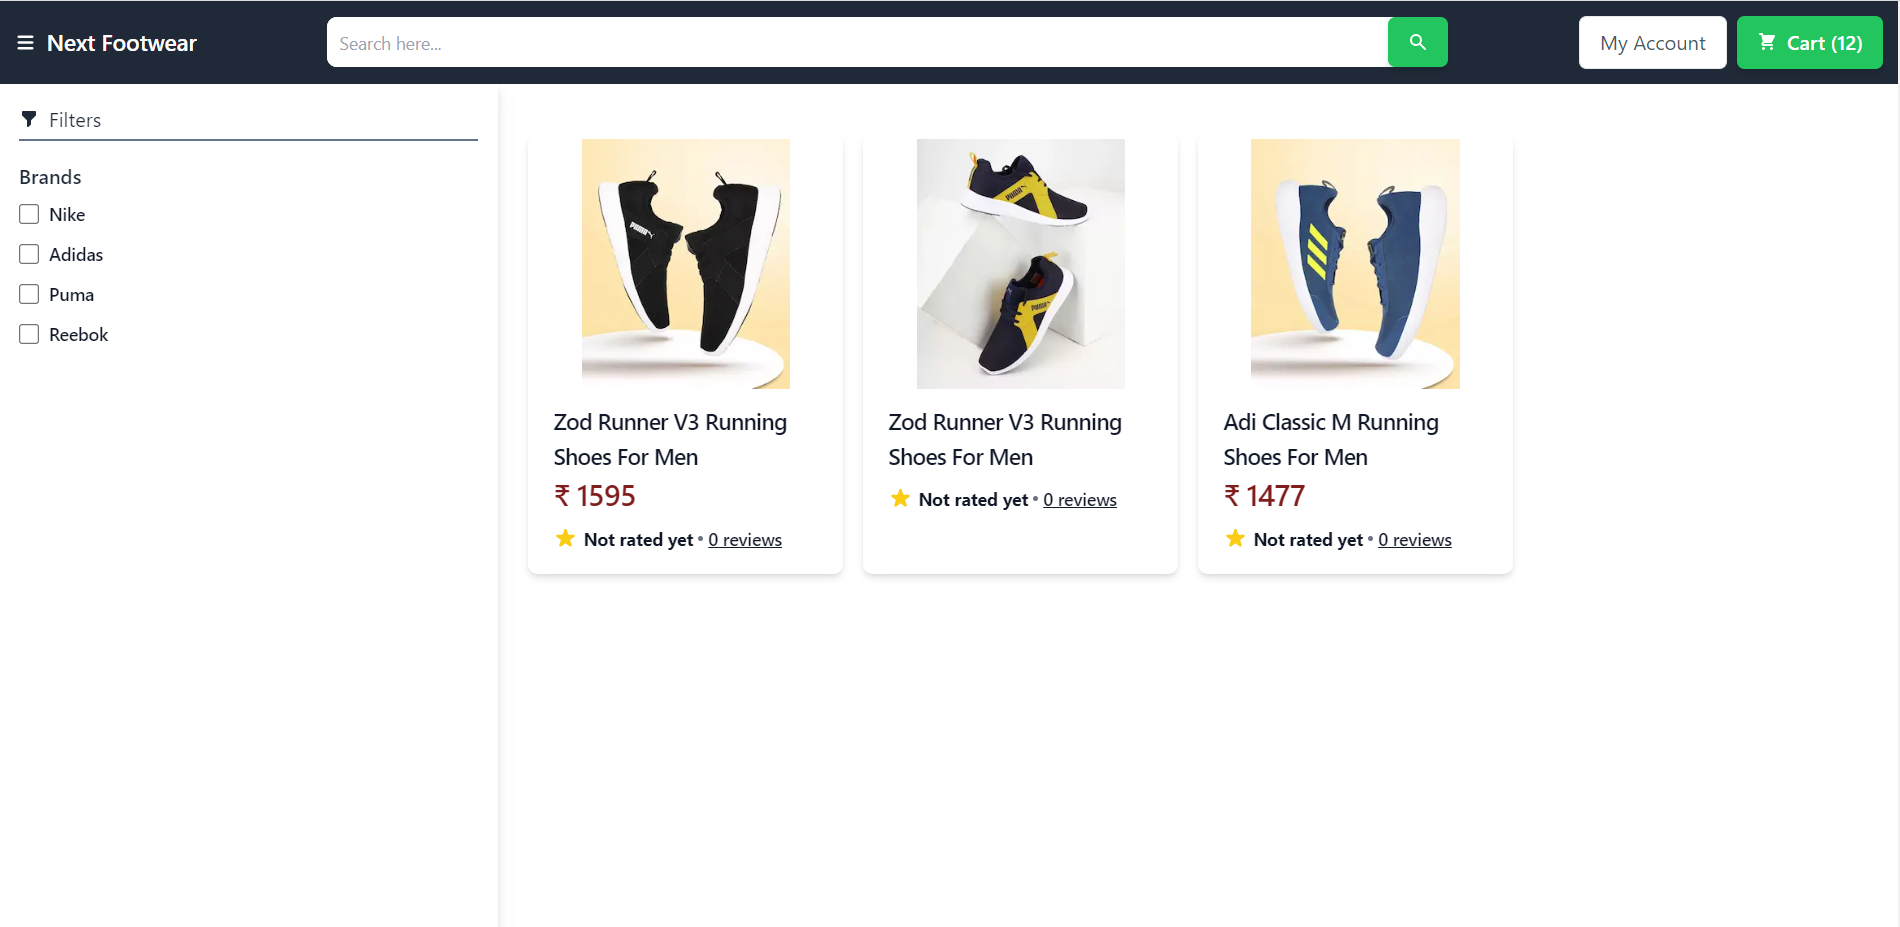 Next Footwear
Search here...
My Account
Cart (12)
Filters
Brands
Nike
Adidas
Puma
Reebok
PUMA
Zod Runner V3 Running
Shoes For Men
₹ 1595
Not rated yet • 0 reviews
PUMA
PUMA
Zod Runner V3 Running
Shoes For Men
Not rated yet • 0 reviews
Adi Classic M Running
Shoes For Men
₹ 1477
Not rated yet • 0 reviews